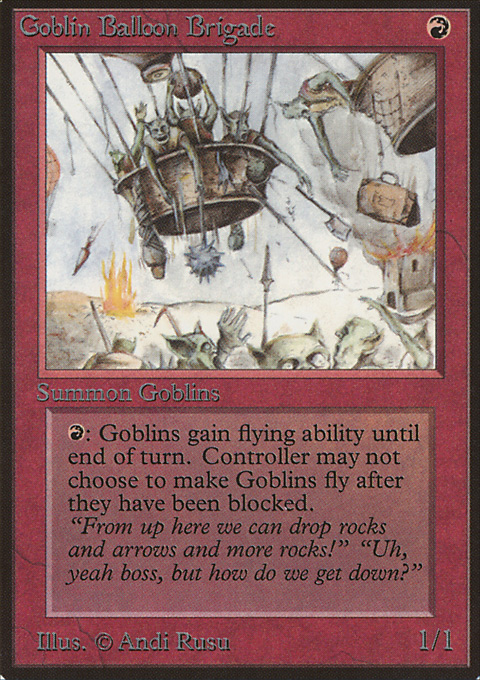 Goblin Balloon Brigade
Summon Goblins
: Goblins gain flying ability until
end of turn. Controller may not
choose to make Goblins fly after
they have been blocked.
“From up here we can drop rocks
and arrows and more rocks!” “Uh,
yeah boss, but how do we get down?”
Illus. © Andi Rusu
1/1